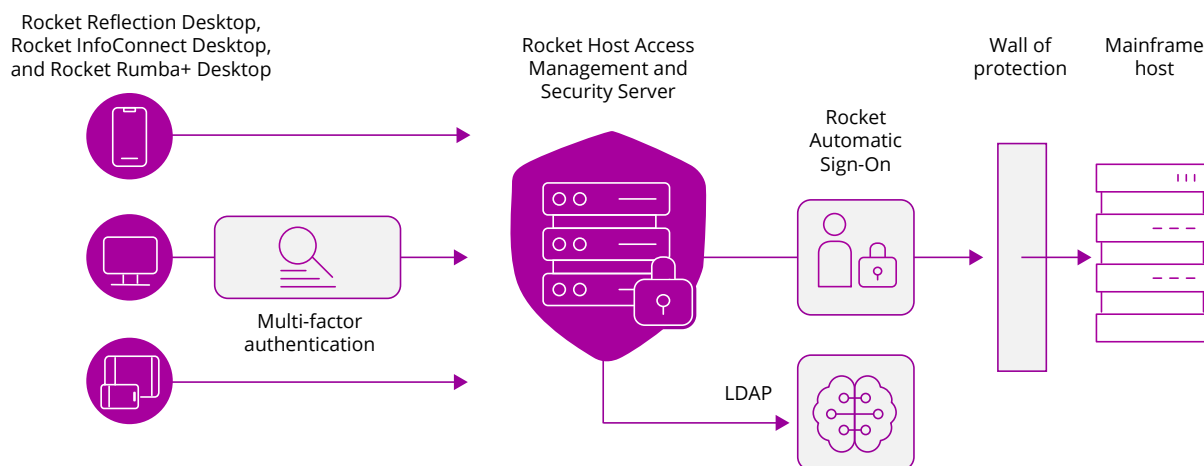 Rocket Reflection Desktop,
Rocket InfoConnect Desktop,
and Rocket Rumba+ Desktop
Rocket Host Access
Management and
Security Server
Wall of
protection
Mainframe
host
Rocket
Automatic
Sign-On
Multi-factor
authentication
LDAP